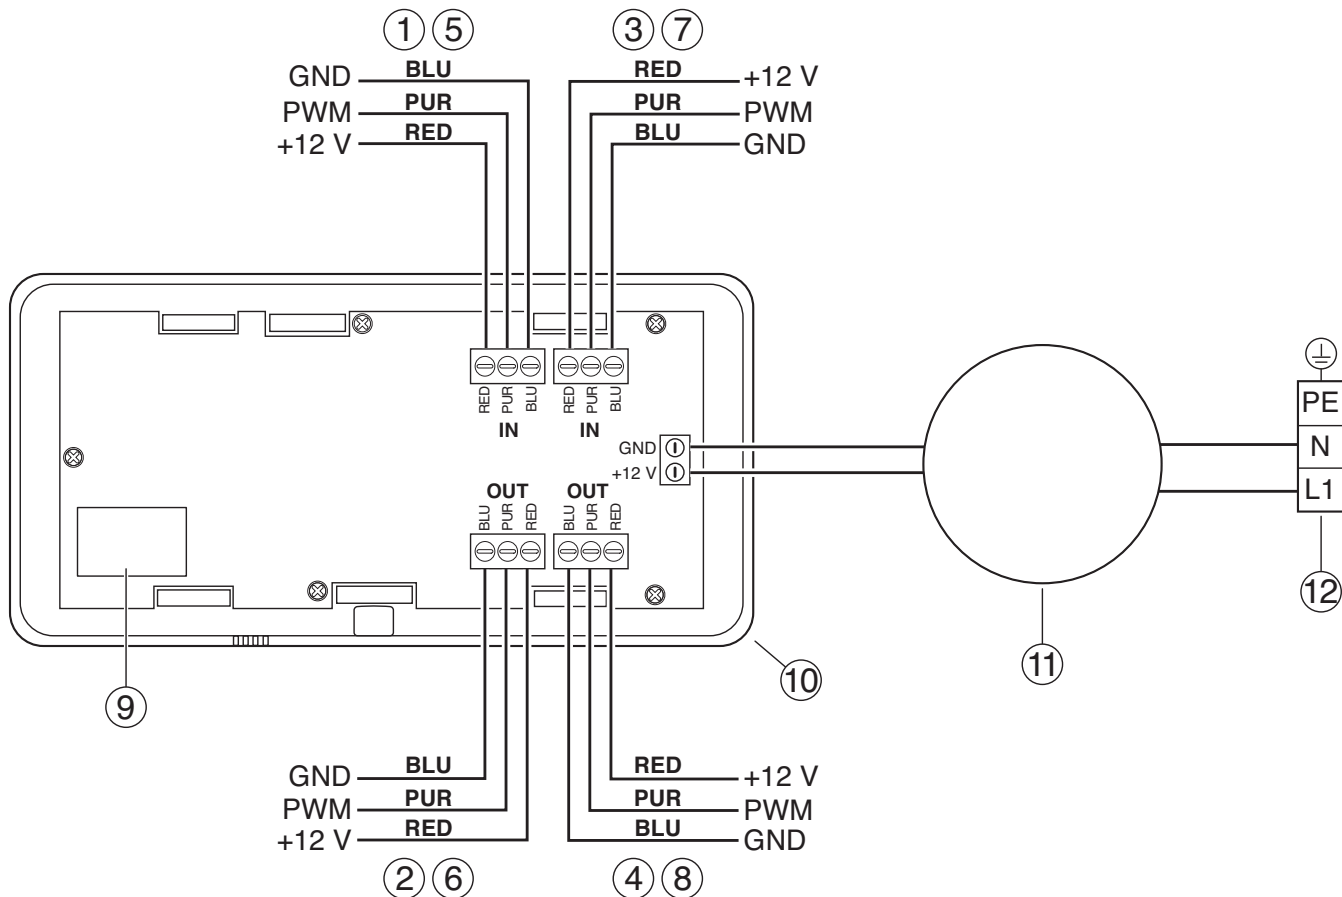 1 5
3 7
GND BLU
PWM PUR
+12 V RED
RED +12 V
PUR PWM
BLU GND
RED PUR BLU
IN
RED PUR BLU
IN
GND
+12 V
OUT
BLU PUR RED
OUT
BLU PUR RED
PE
N
L1
9
10
11
12
GND BLU
PWM PUR
+12 V RED
RED +12 V
PUR PWM
BLU GND
2 6
4 8